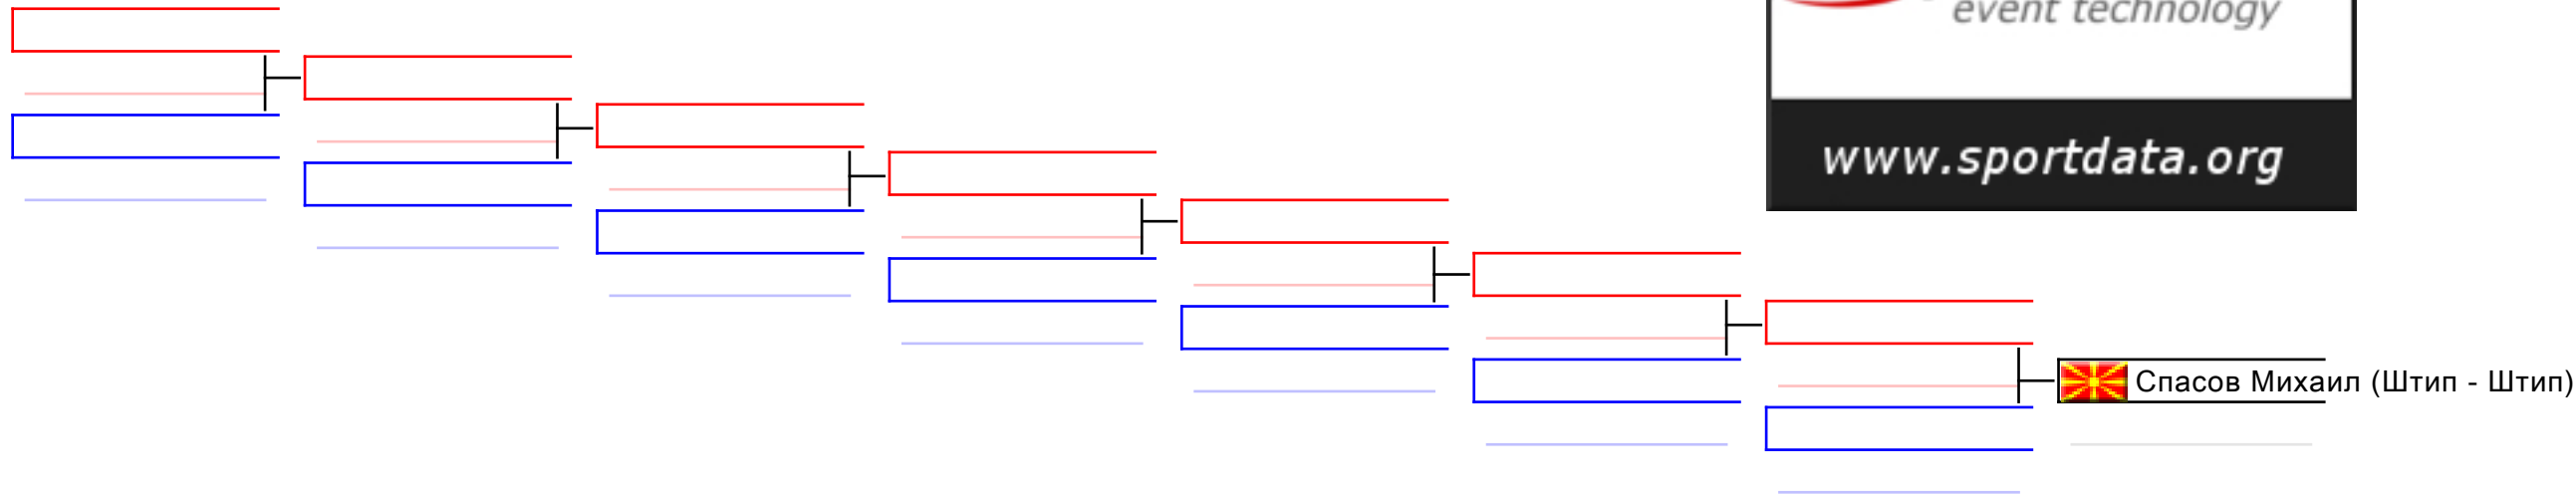 event technology
www.sportdata.org
Спасов Михаил (Штип - Штип)